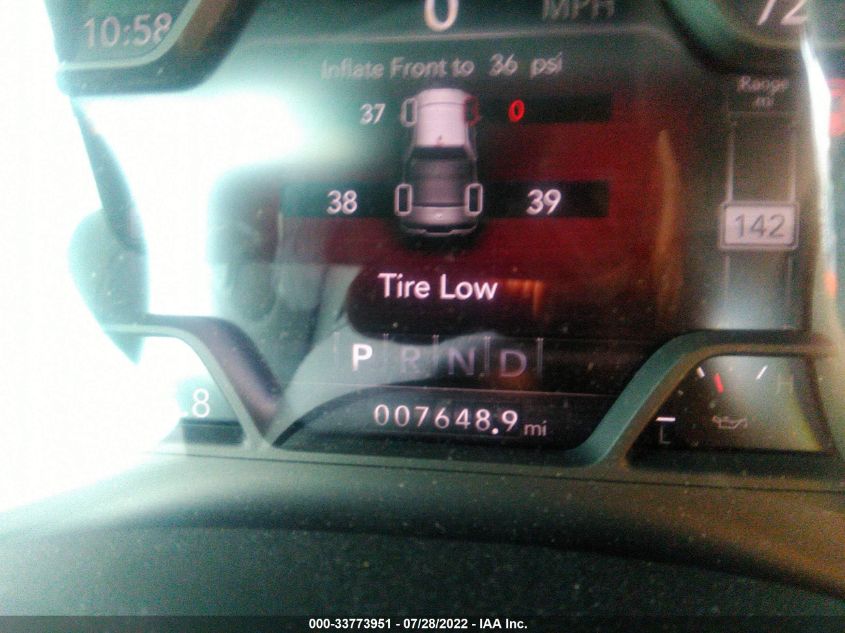 10:58 0 MPH 72
Inflate Front to 36 psi
Range
mi
37 0
38 39
142
Tire Low
P R N D
.8
007648.9 mi
H
L
000-33773951 - 07/28/2022 - IAA Inc.